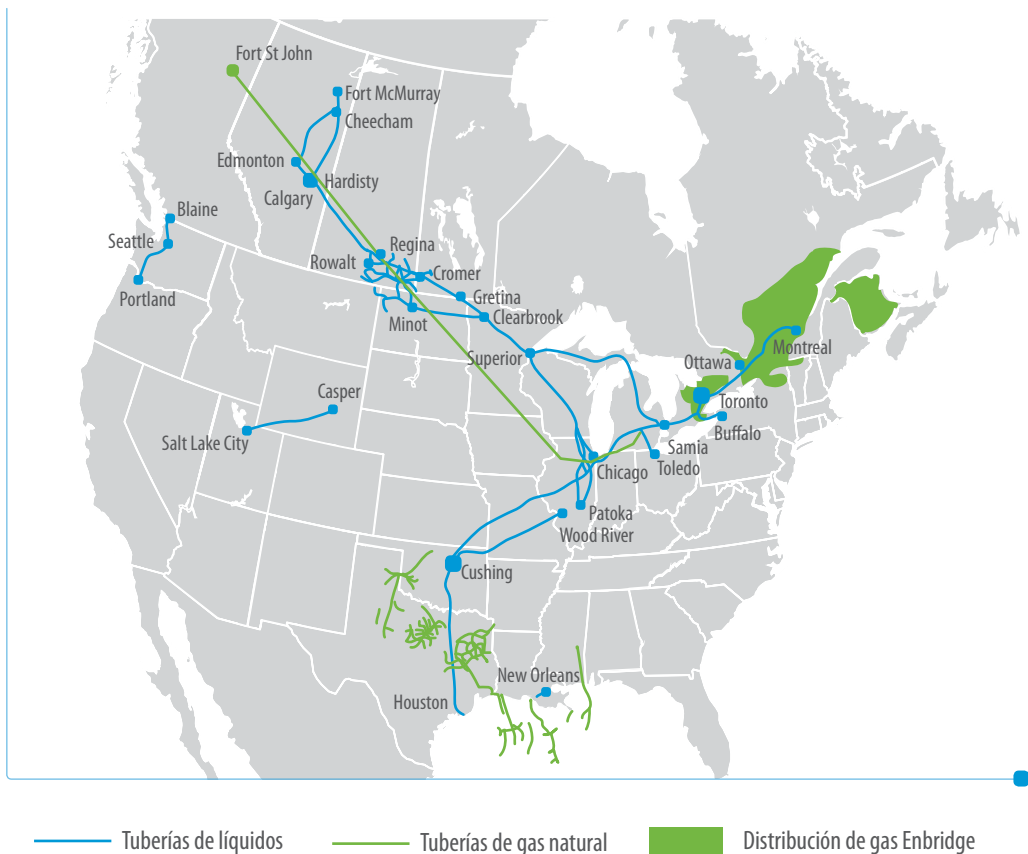 Fort St John
Fort McMurray
Cheecham
Edmonton
Hardisty
Calgary
Blaine
Seattle
Portland
Regina
Rowalt
Cromer
Gretina
Clearbrook
Minot
Superior
Ottawa
Montreal
Toronto
Buffalo
Samia
Toledo
Casper
Salt Lake City
Chicago
Patoka
Wood River
Cushing
New Orleans
Houston
Tuberías de líquidos
Tuberías de gas natural
Distribución de gas Enbridge